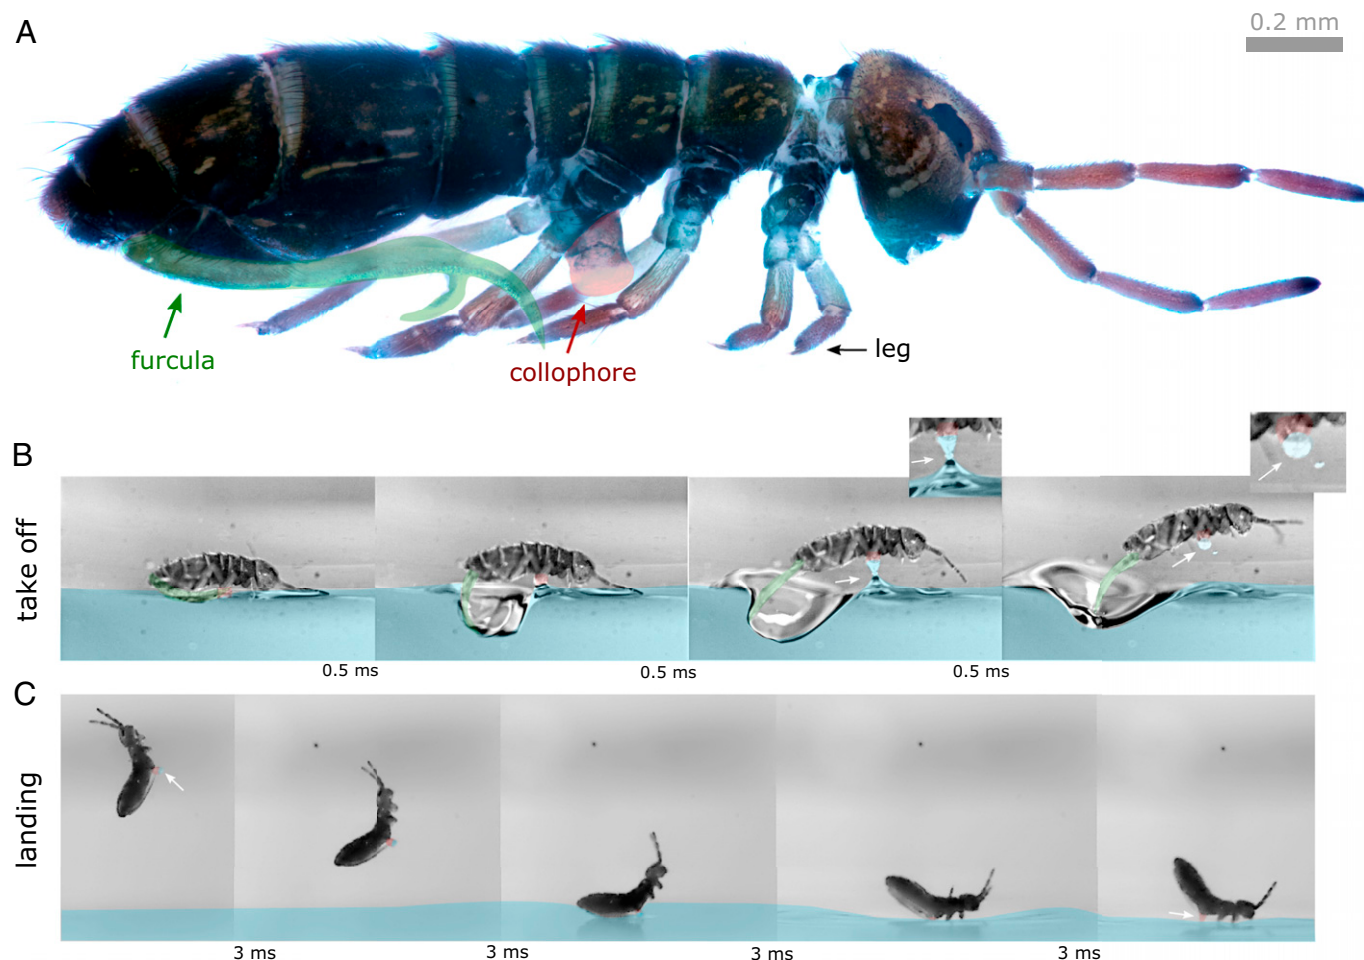 A
0.2 mm
furcula
collophore
leg
B
take off
0.5 ms
0.5 ms
0.5 ms
C
landing
3 ms
3 ms
3 ms
3 ms